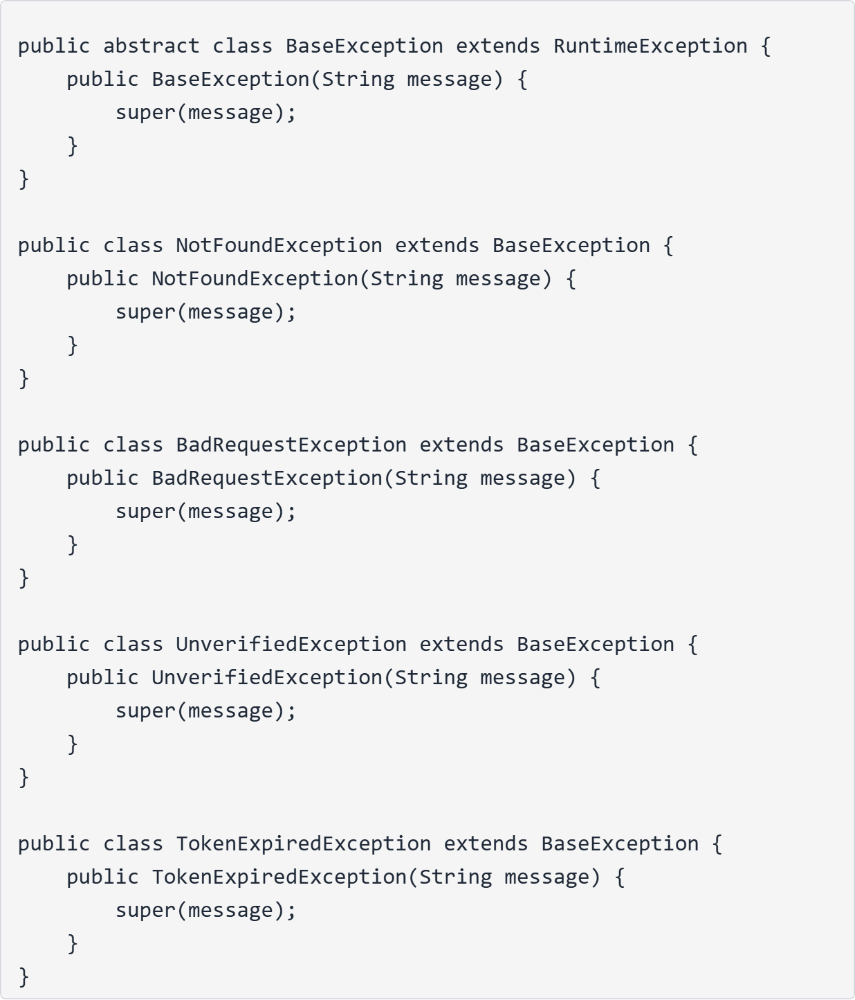 public abstract class BaseException extends RuntimeException {
    public BaseException(String message) {
        super(message);
    }
}

public class NotFoundException extends BaseException {
    public NotFoundException(String message) {
        super(message);
    }
}

public class BadRequestException extends BaseException {
    public BadRequestException(String message) {
        super(message);
    }
}

public class UnverifiedException extends BaseException {
    public UnverifiedException(String message) {
        super(message);
    }
}

public class TokenExpiredException extends BaseException {
    public TokenExpiredException(String message) {
        super(message);
    }
}